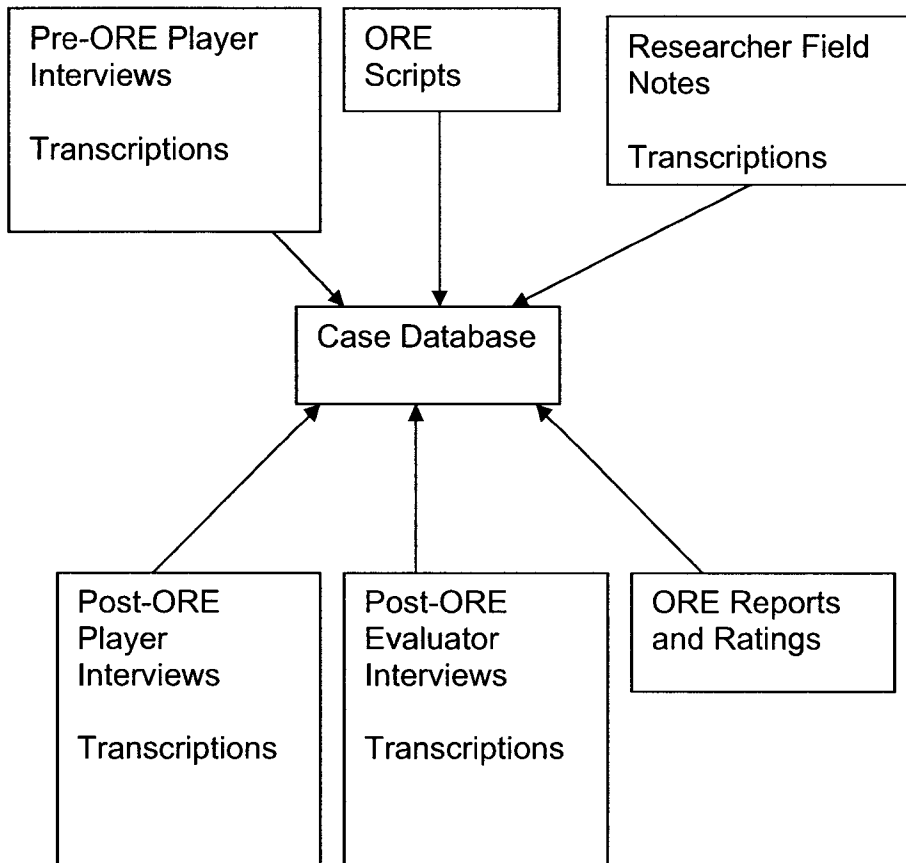 Pre-ORE Player
Interviews
Transcriptions
ORE
Scripts
Researcher Field
Notes
Transcriptions
Case Database
Post-ORE
Player
Interviews
Transcriptions
Post-ORE
Evaluator
Interviews
Transcriptions
ORE Reports
and Ratings